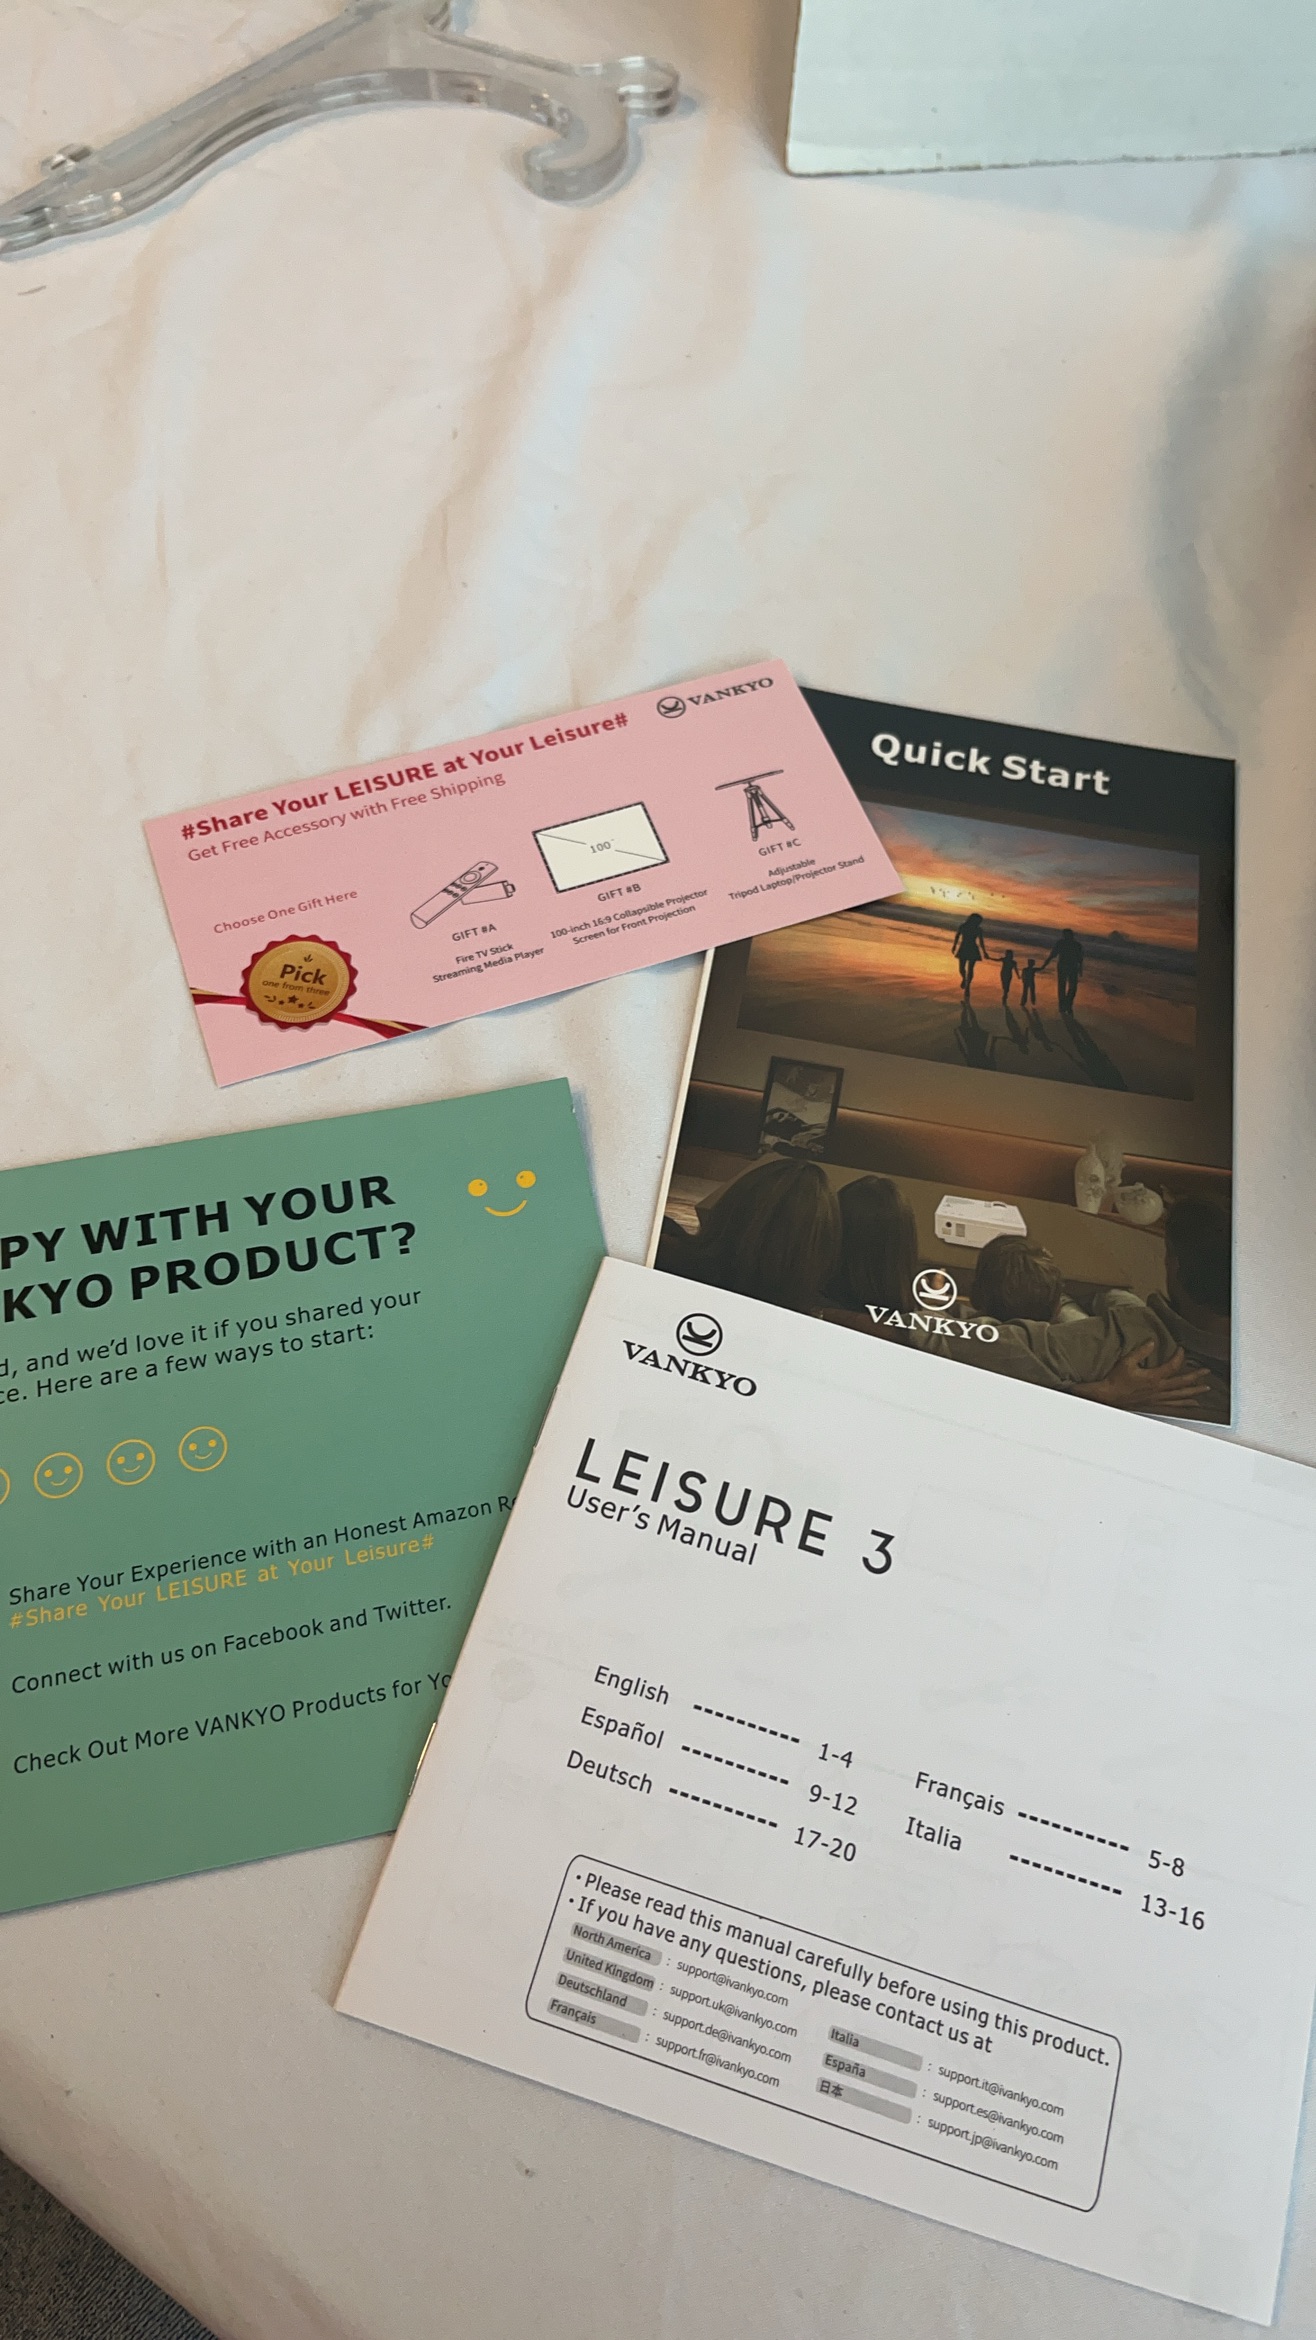 VANKYO
#Share Your LEISURE at Your Leisure#
Get Free Accessory with Free Shipping
Choose One Gift Here
Pick
one from three
GIFT #A
Fire TV Stick
Streaming Media Player
100"
GIFT #B
100-inch 16:9 Collapsible Projector
Screen for Front Projection
GIFT #C
Adjustable
Tripod Laptop/Projector Stand
Quick Start
VANKYO
PY WITH YOUR
KYO PRODUCT?
d, and we'd love it if you shared your
ce. Here are a few ways to start:
Share Your Experience with an Honest Amazon Re
#Share Your LEISURE at Your Leisure#
Connect with us on Facebook and Twitter.
Check Out More VANKYO Products for Yo
VANKYO
LEISURE 3
User's Manual
English ---------- 1-4
Español ---------- 9-12
Deutsch ---------- 17-20
Français ---------- 5-8
Italia ---------- 13-16
• Please read this manual carefully before using this product.
• If you have any questions, please contact us at
North America : support@ivankyo.com
United Kingdom : support.uk@ivankyo.com
Deutschland : support.de@ivankyo.com
Français : support.fr@ivankyo.com
Italia : support.it@ivankyo.com
España : support.es@ivankyo.com
日本 : support.jp@ivankyo.com